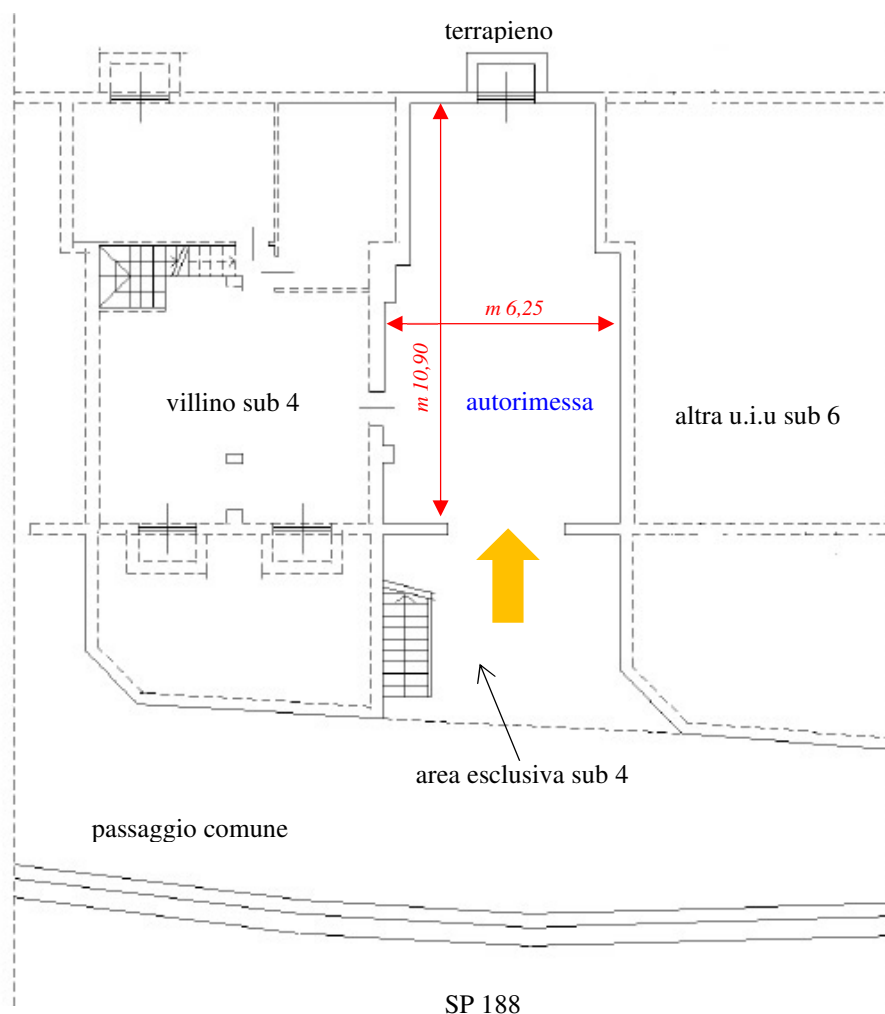 terrapieno
m 6,25
m 10,90
villino sub 4
autorimessa
altra u.i.u sub 6
area esclusiva sub 4
passaggio comune
SP 188